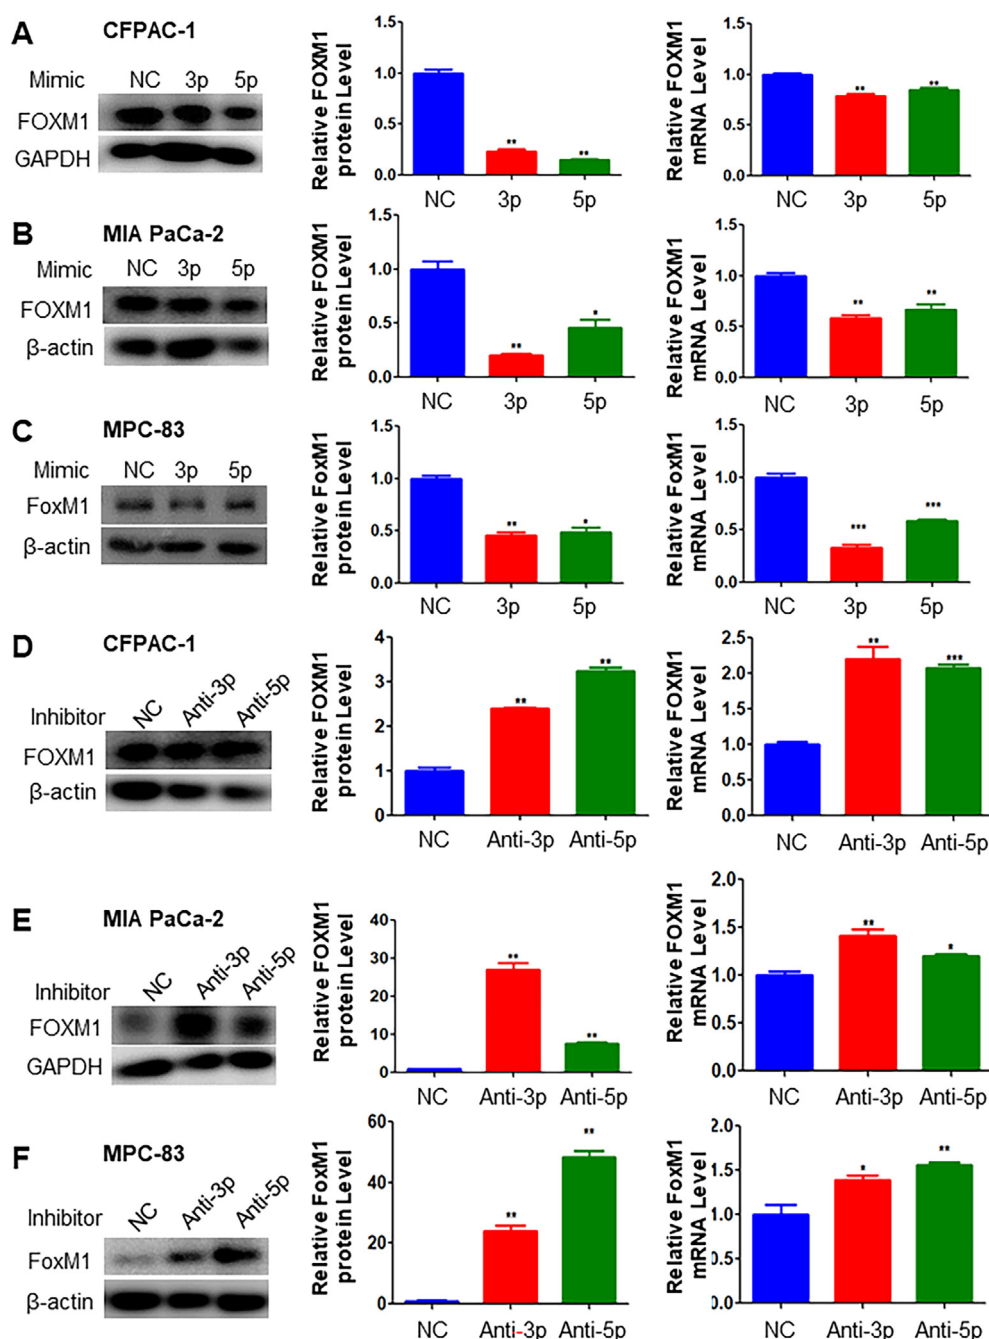 A
CFPAC-1
Mimic NC 3p 5p
FOXM1
GAPDH
Relative FOXM1
protein Level
1.5
1.0
0.5
0.0
** **
NC 3p 5p
Relative FOXM1
mRNA Level
1.5
1.0
0.5
0.0
** **
NC 3p 5p
B
MIA PaCa-2
Mimic NC 3p 5p
FOXM1
β-actin
Relative FOXM1
protein Level
1.5
1.0
0.5
0.0
** *
NC 3p 5p
Relative FOXM1
mRNA Level
1.5
1.0
0.5
0.0
** **
NC 3p 5p
C
MPC-83
Mimic NC 3p 5p
FoxM1
β-actin
Relative FoxM1
protein Level
1.5
1.0
0.5
0.0
** *
NC 3p 5p
Relative FoxM1
mRNA Level
1.5
1.0
0.5
0.0
*** ***
NC 3p 5p
D
CFPAC-1
Inhibitor NC Anti-3p Anti-5p
FOXM1
β-actin
Relative FOXM1
protein Level
4
3
2
1
0
** **
NC Anti-3p Anti-5p
Relative FOXM1
mRNA Level
2.5
2.0
1.5
1.0
0.5
0.0
** ***
NC Anti-3p Anti-5p
E
MIA PaCa-2
Inhibitor NC Anti-3p Anti-5p
FOXM1
GAPDH
Relative FOXM1
protein Level
40
30
20
10
0
** **
NC Anti-3p Anti-5p
Relative FOXM1
mRNA Level
2.0
1.5
1.0
0.5
0.0
** *
NC Anti-3p Anti-5p
F
MPC-83
Inhibitor NC Anti-3p Anti-5p
FoxM1
β-actin
Relative FoxM1
protein Level
60
40
20
0
** **
NC Anti-3p Anti-5p
Relative FoxM1
mRNA Level
2.0
1.5
1.0
0.5
0.0
* **
NC Anti-3p Anti-5p